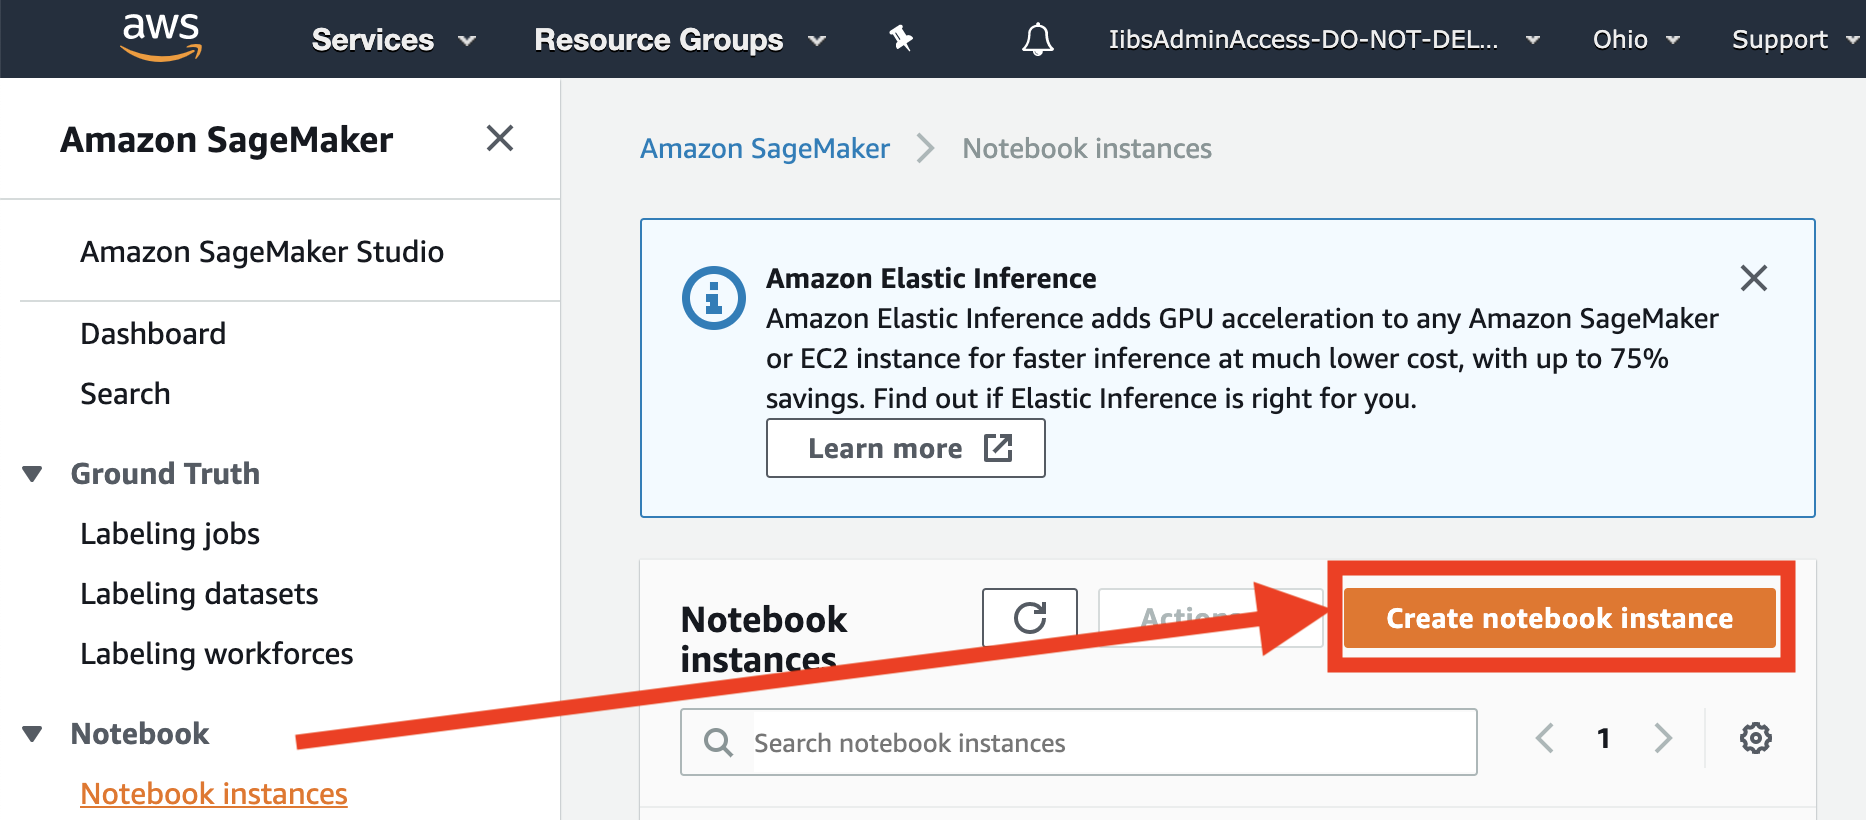 aws
Services
Resource Groups
IibsAdminAccess-DO-NOT-DEL...
Ohio
Support
Amazon SageMaker
Amazon SageMaker Studio
Dashboard
Search
Ground Truth
Labeling jobs
Labeling datasets
Labeling workforces
Notebook
Notebook instances
Amazon SageMaker
Notebook instances
Amazon Elastic Inference
Amazon Elastic Inference adds GPU acceleration to any Amazon SageMaker
or EC2 instance for faster inference at much lower cost, with up to 75%
savings. Find out if Elastic Inference is right for you.
Learn more
Notebook
instances
Actions
Create notebook instance
Search notebook instances
1